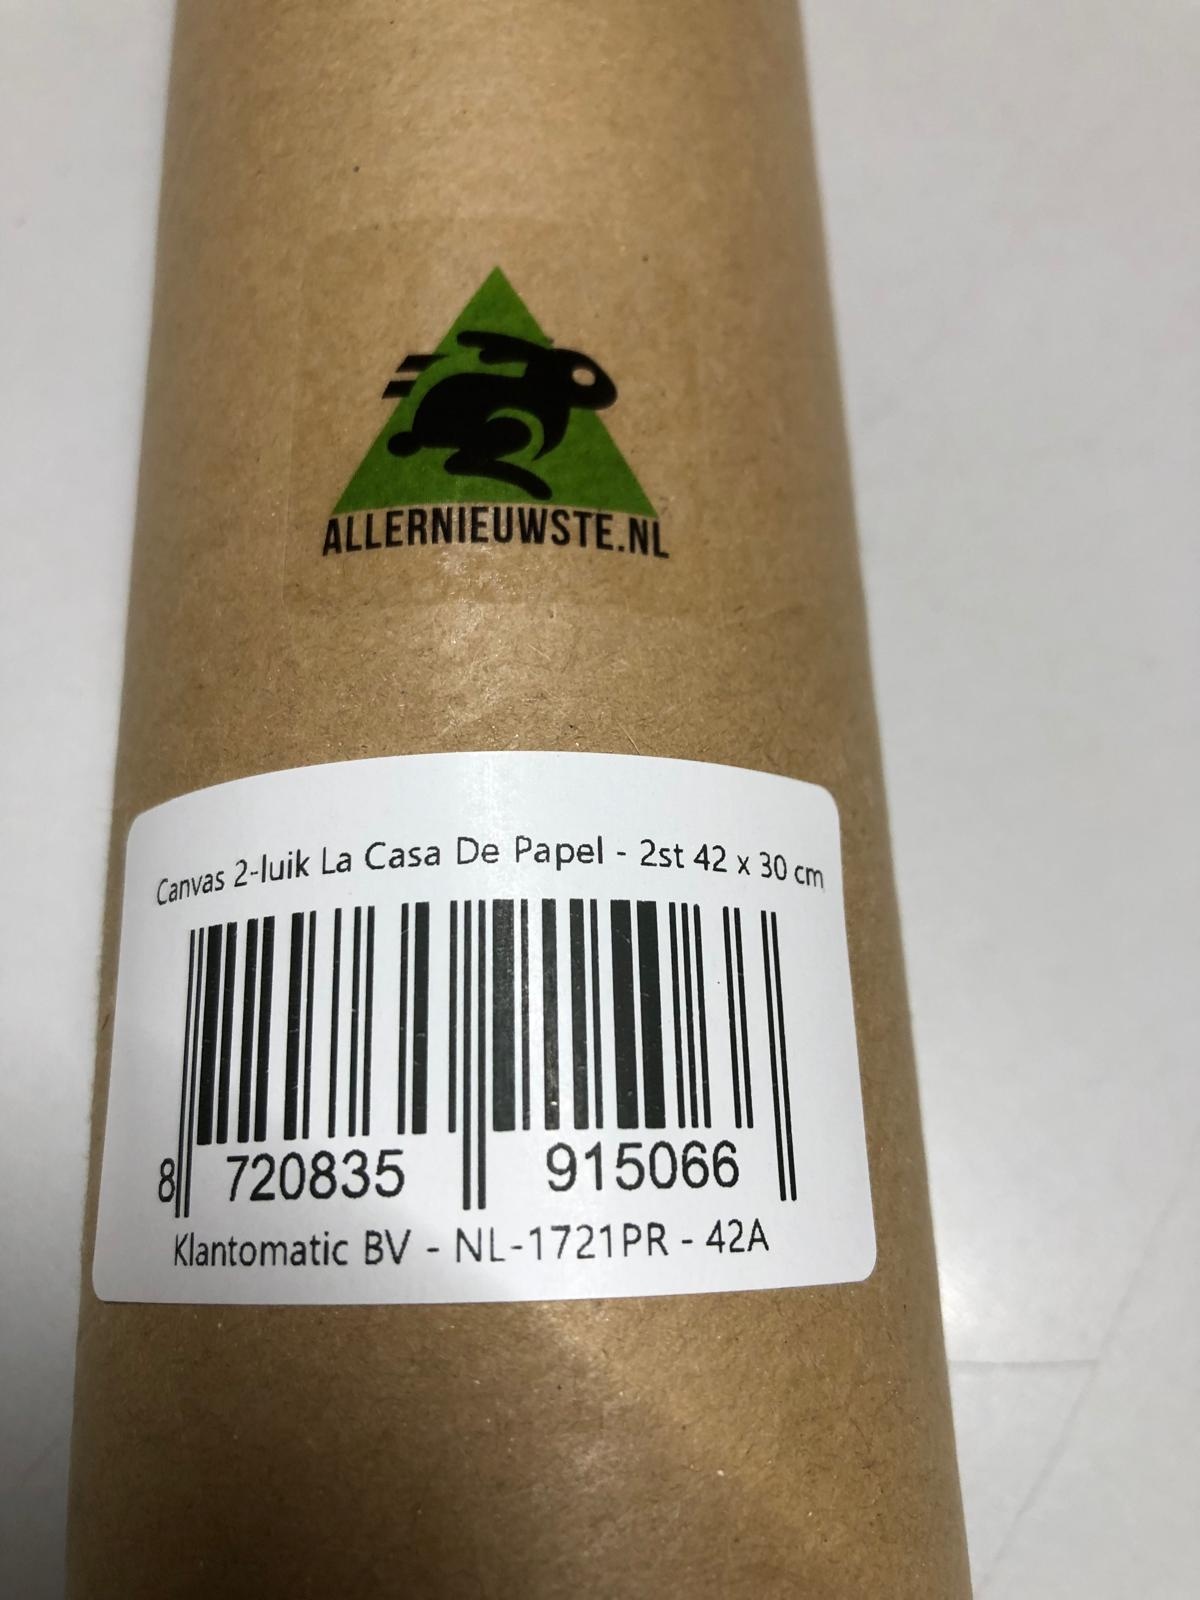 ALLERNIEUWSTE.NL
Canvas 2-luik La Casa De Papel - 2st 42 x 30 cm
8 720835 915066
Klantomatic BV - NL-1721PR - 42A